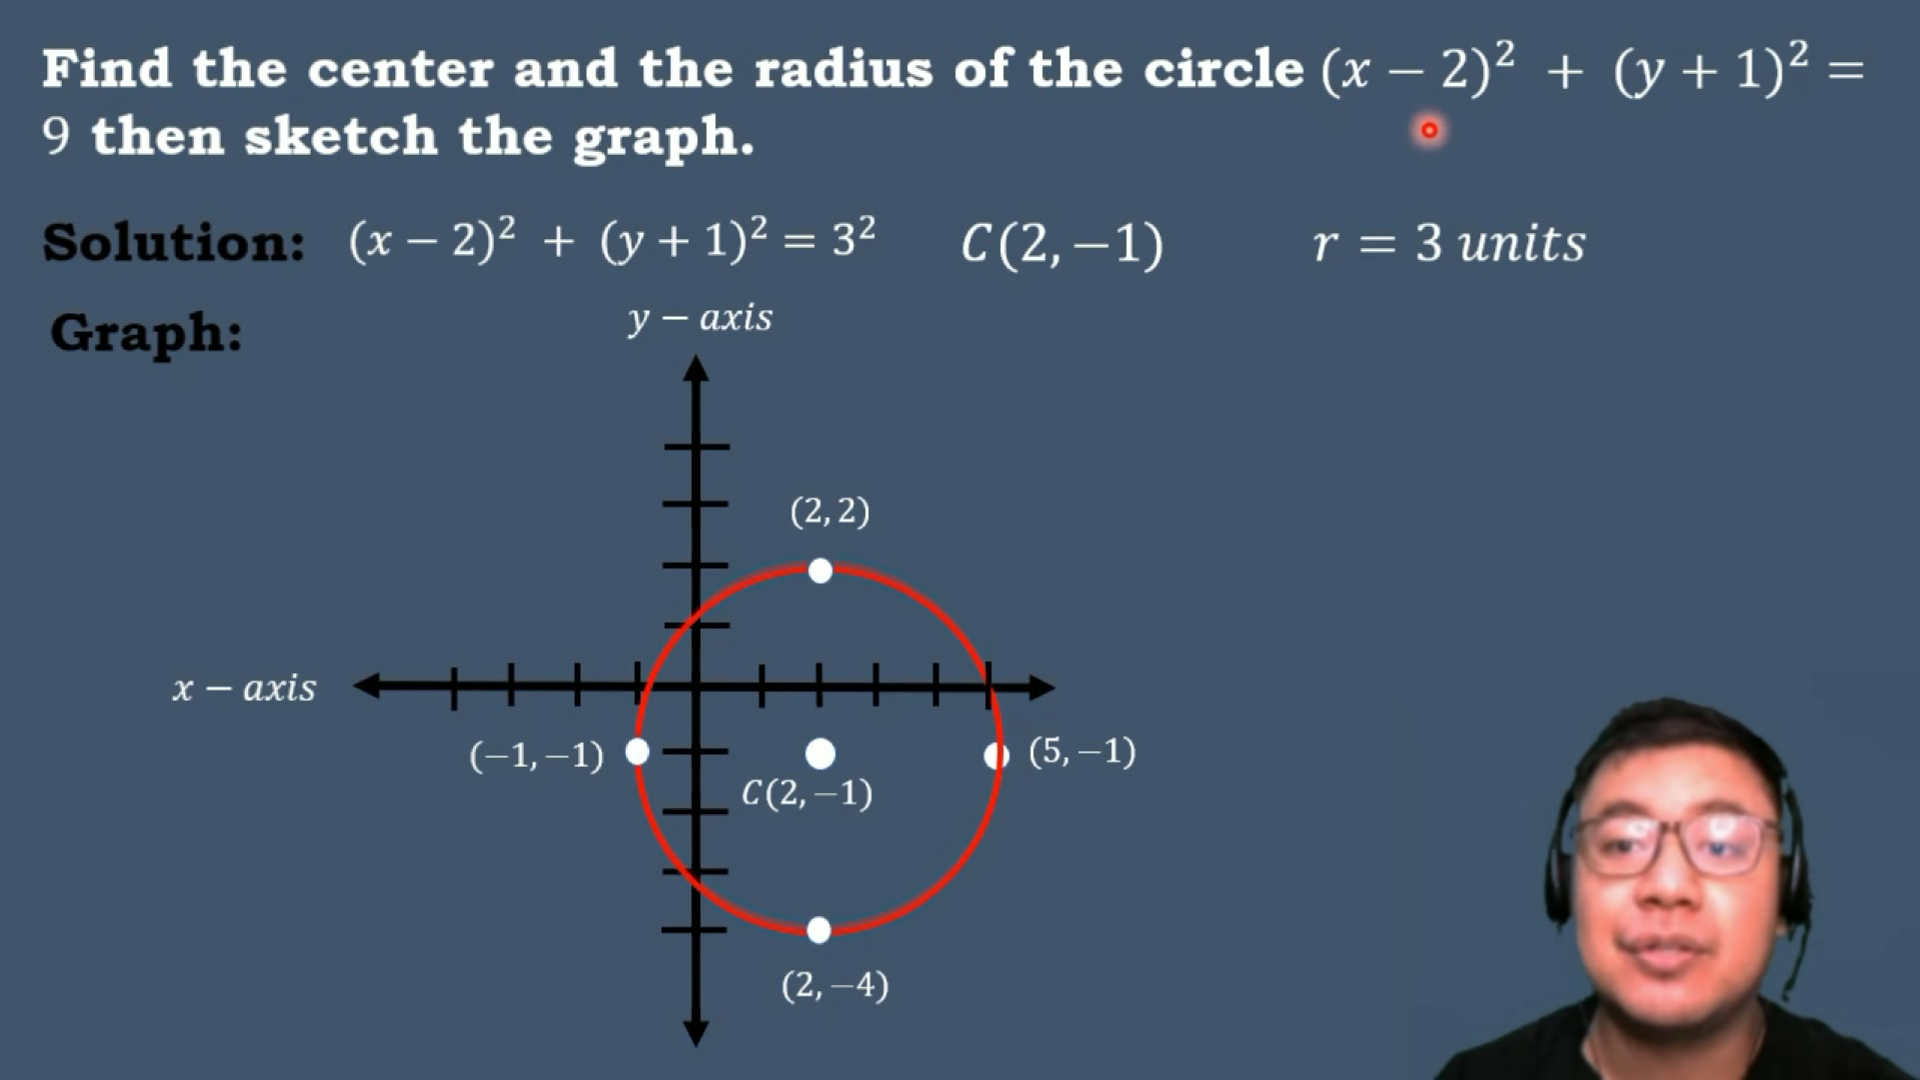 Find the center and the radius of the circle (x − 2)² + (y + 1)² =
9 then sketch the graph.
Solution: (x − 2)² + (y + 1)² = 3² C(2, −1) r = 3 units
Graph:
y − axis
(2, 2)
x − axis
(−1, −1)
(5, −1)
C(2, −1)
(2, −4)